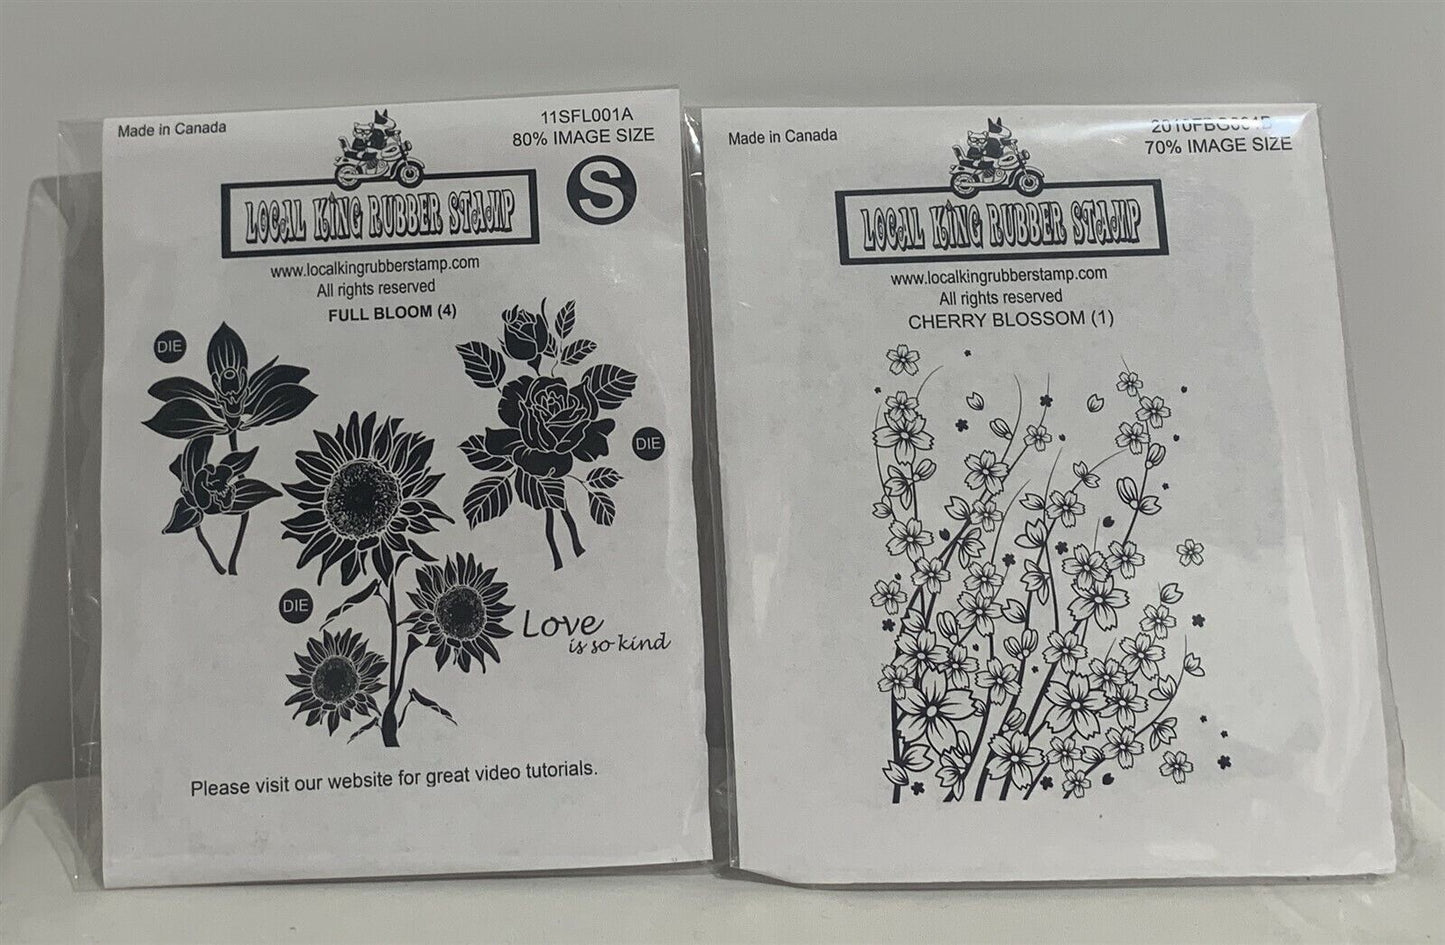 Made in Canada
11SFL001A
80% IMAGE SIZE
S
LOCAL KING RUBBER STAMP
www.localkingrubberstamp.com
All rights reserved
FULL BLOOM (4)
DIE
DIE
DIE
Love
is so kind
Please visit our website for great video tutorials.
Made in Canada
70% IMAGE SIZE
LOCAL KING RUBBER STAMP
www.localkingrubberstamp.com
All rights reserved
CHERRY BLOSSOM (1)